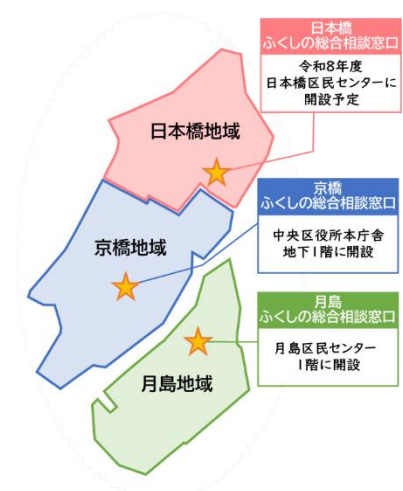 日本橋
ふくしの総合相談窓口
令和8年度
日本橋区民センターに
開設予定
日本橋地域
京橋
ふくしの総合相談窓口
中央区役所本庁舎
地下1階に開設
京橋地域
月島
ふくしの総合相談窓口
月島区民センター
1階に開設
月島地域